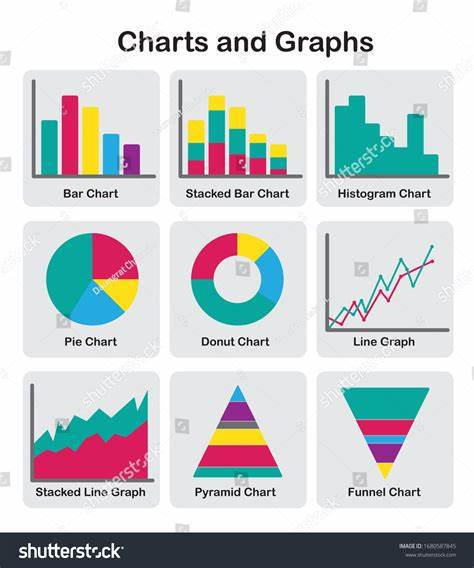 Charts and Graphs
Bar Chart
Stacked Bar Chart
Histogram Chart
Pie Chart
Donut Chart
Line Graph
Stacked Line Graph
Pyramid Chart
Funnel Chart
shutterstock
IMAGE ID: 1680587845
www.shutterstock.com